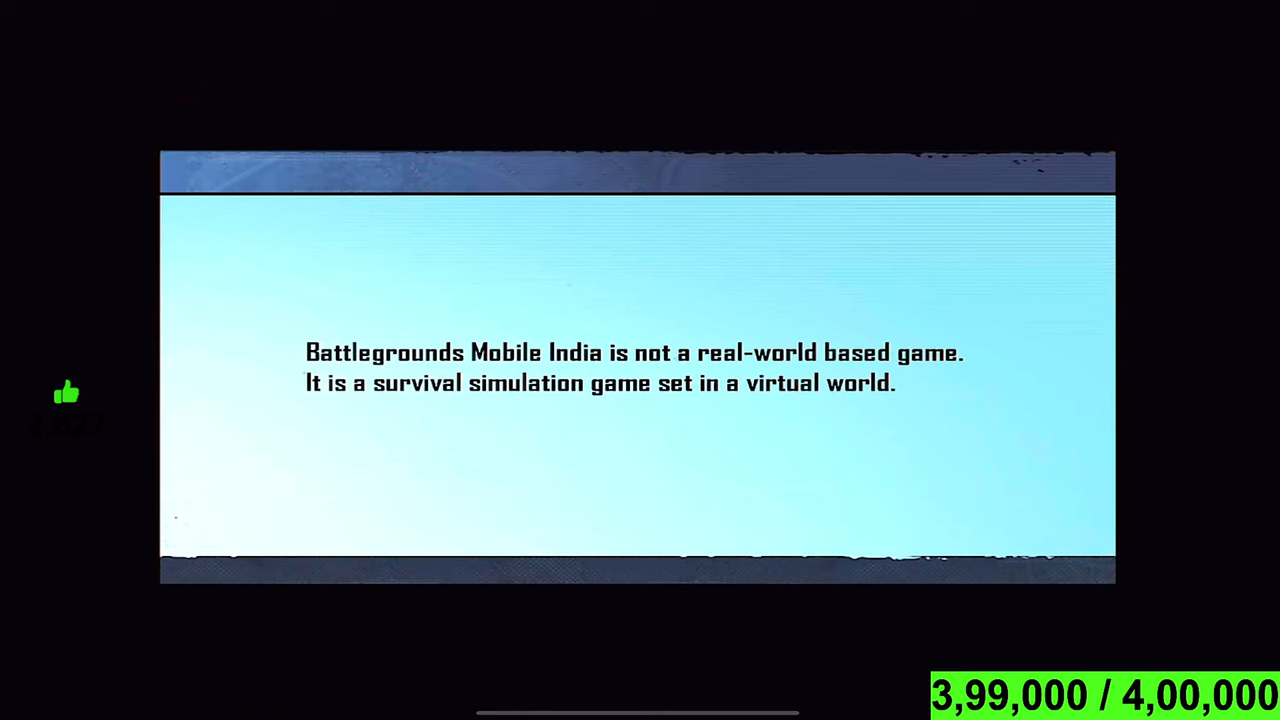 Battlegrounds Mobile India is not a real-world based game.
It is a survival simulation game set in a virtual world.
3,99,000 / 4,00,000